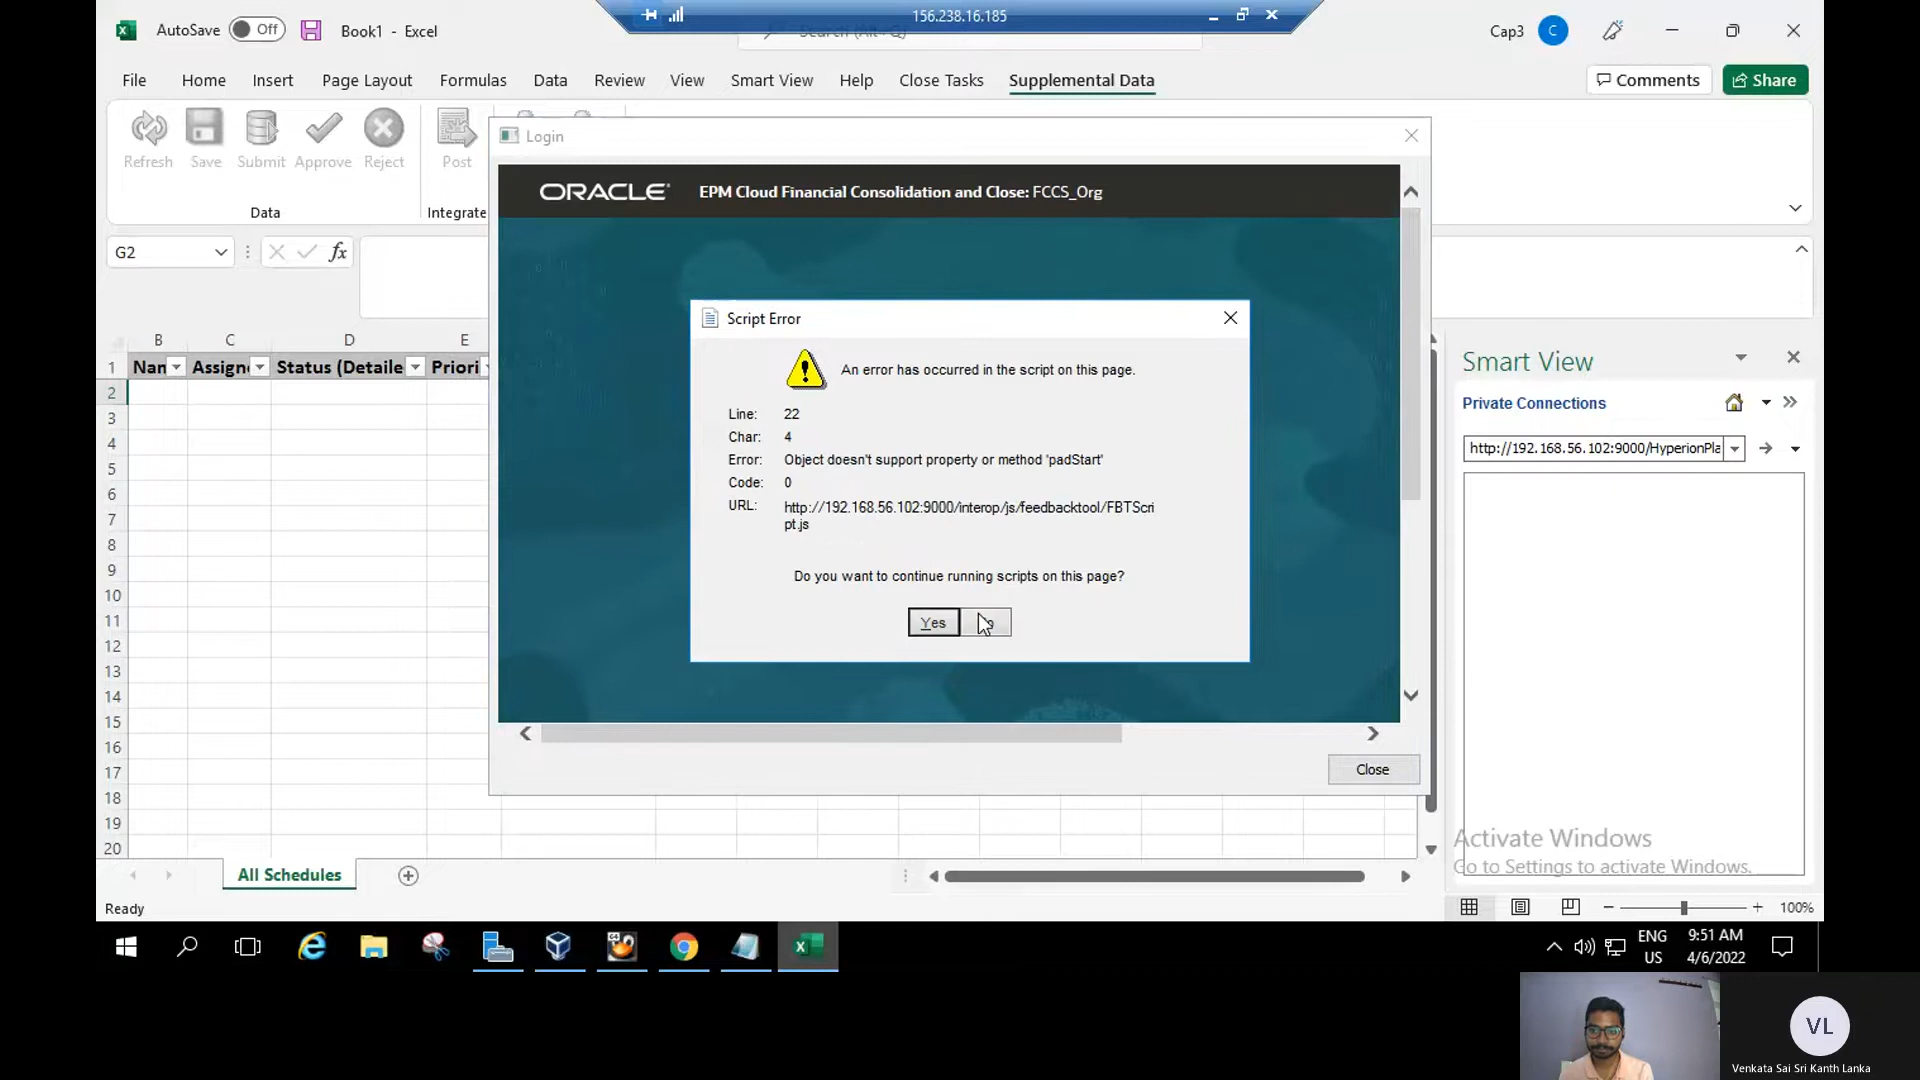 156.238.16.185
AutoSave Off Book1 - Excel
Search (Alt+Q)
Cap3 C
File Home Insert Page Layout Formulas Data Review View Smart View Help Close Tasks Supplemental Data
Comments Share
Refresh Save Submit Approve Reject Post
Data Integrate
Login
ORACLE EPM Cloud Financial Consolidation and Close: FCCS_Org
G2 fx
B C D E
1 Nan Assign Status (Detaile Priori
2
3
4
5
6
7
8
9
10
11
12
13
14
15
16
17
18
19
20
Script Error
An error has occurred in the script on this page.
Line: 22
Char: 4
Error: Object doesn't support property or method 'padStart'
Code: 0
URL: http://192.168.56.102:9000/interop/js/feedbacktool/FBTScri
pt.js
Do you want to continue running scripts on this page?
Yes
Close
Smart View
Private Connections
http://192.168.56.102:9000/HyperionPla
Activate Windows
Go to Settings to activate Windows.
All Schedules
Ready
100%
ENG
US
9:51 AM
4/6/2022
VL
Venkata Sai Sri Kanth Lanka